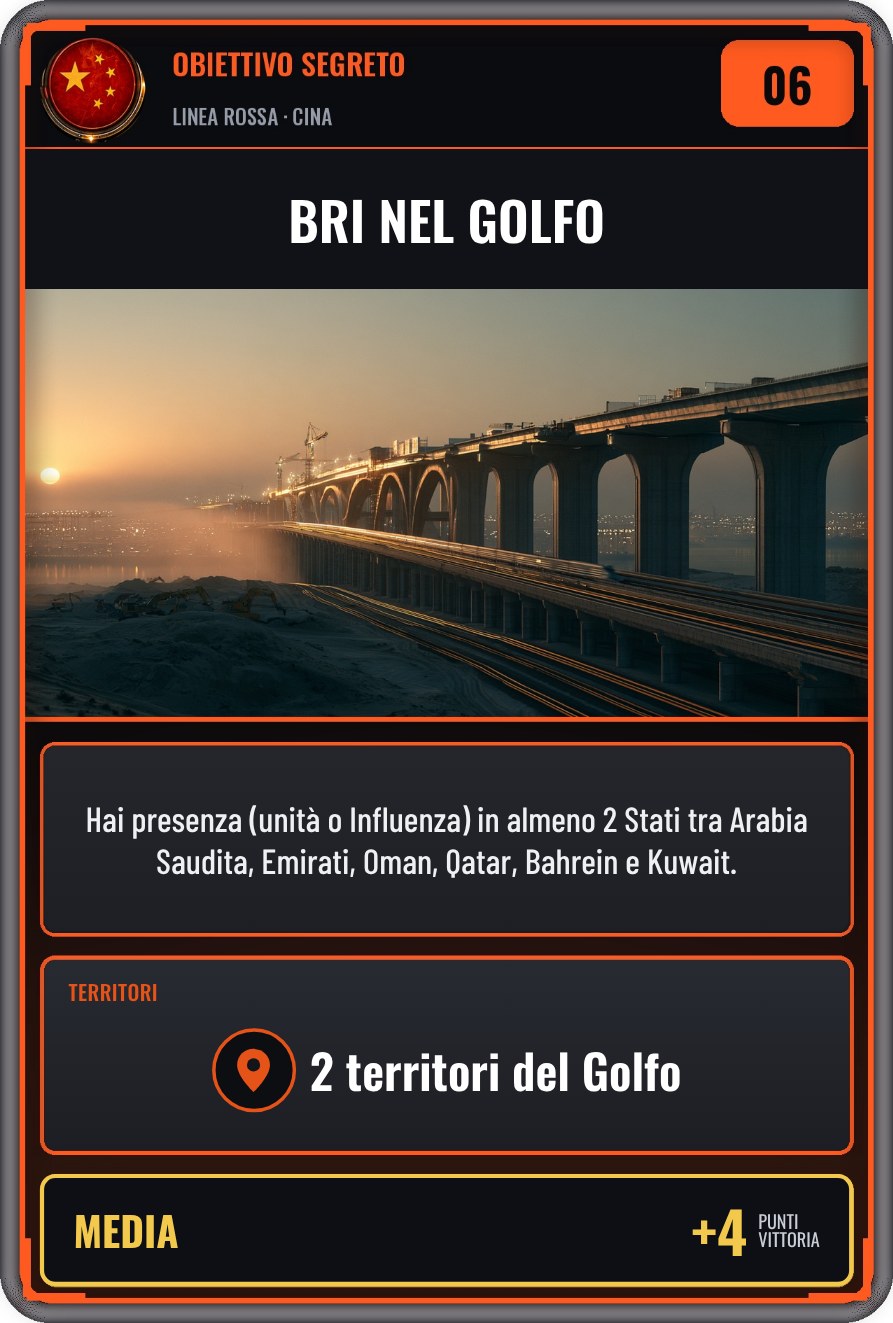 OBIETTIVO SEGRETO
LINEA ROSSA · CINA
06
BRI NEL GOLFO
Hai presenza (unità o Influenza) in almeno 2 Stati tra Arabia
Saudita, Emirati, Oman, Qatar, Bahrein e Kuwait.
TERRITORI
2 territori del Golfo
MEDIA
+4
PUNTI
VITTORIA